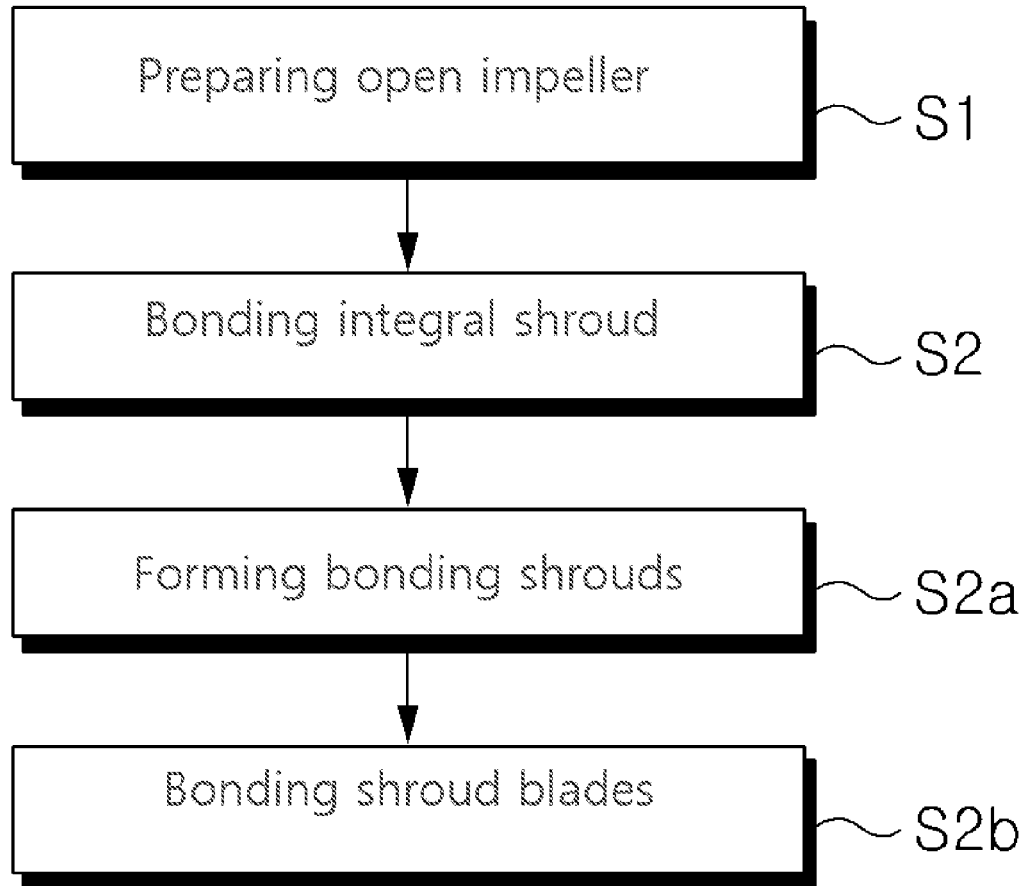 Preparing open impeller
S1
Bonding integral shroud
S2
Forming bonding shrouds
S2a
Bonding shroud blades
S2b